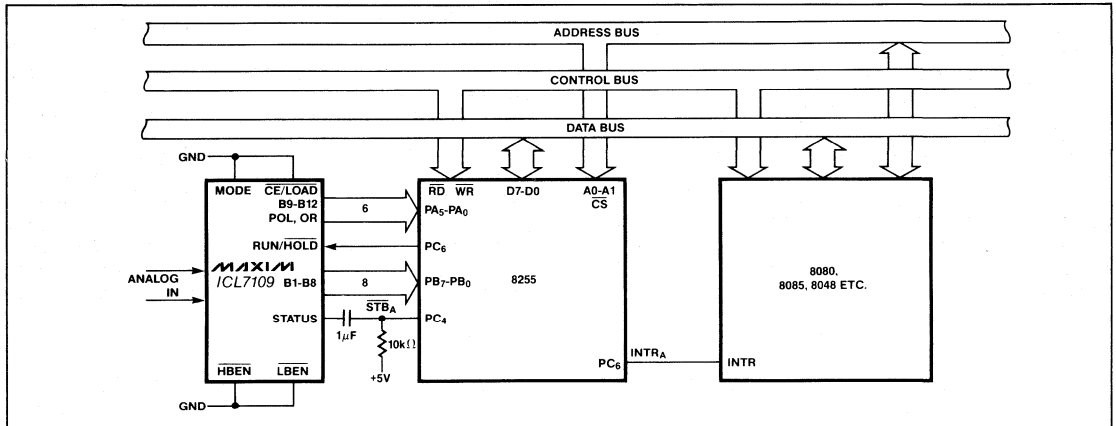 ADDRESS BUS
CONTROL BUS
DATA BUS
GND
MODE CE/LOAD
B9-B12
POL, OR
6
RUN/HOLD
MAXIM
ICL7109
B1-B8
8
ANALOG
IN
STATUS
1μF
STBA
10kΩ
+5V
HBEN LBEN
GND
RD WR D7-D0 A0-A1
CS
PA5-PA0
PC6
PB7-PB0
8255
PC4
PC6
INTRA
INTR
8080,
8085, 8048 ETC.